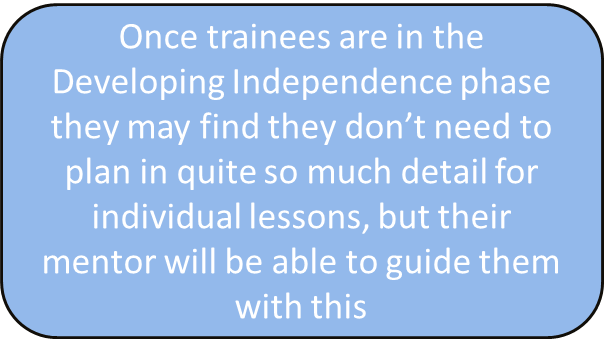 Once trainees are in the
Developing Independence phase
they may find they don’t need to
plan in quite so much detail for
individual lessons, but their
mentor will be able to guide them
with this